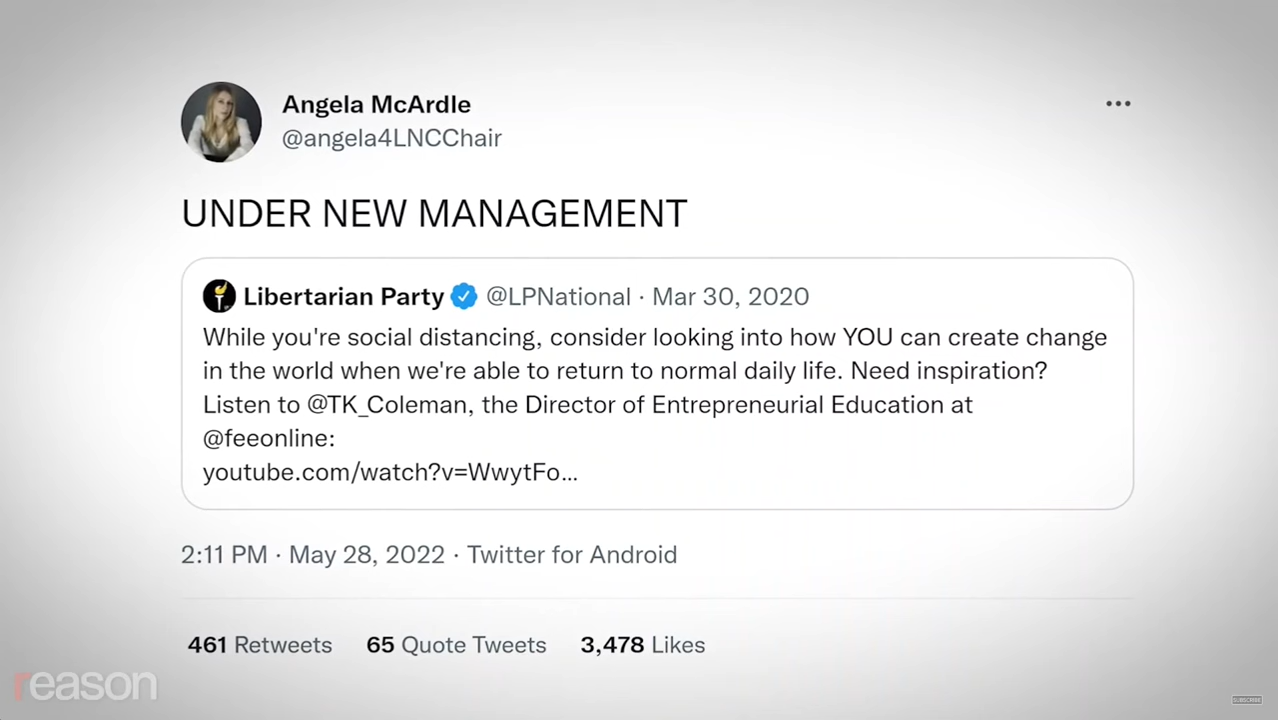 Angela McArdle
@angela4LNCChair
UNDER NEW MANAGEMENT
Libertarian Party @LPNational · Mar 30, 2020
While you're social distancing, consider looking into how YOU can create change
in the world when we're able to return to normal daily life. Need inspiration?
Listen to @TK_Coleman, the Director of Entrepreneurial Education at
@feeonline:
youtube.com/watch?v=WwytFo...
2:11 PM · May 28, 2022 · Twitter for Android
461 Retweets 65 Quote Tweets 3,478 Likes
reason
SUBSCRIBE